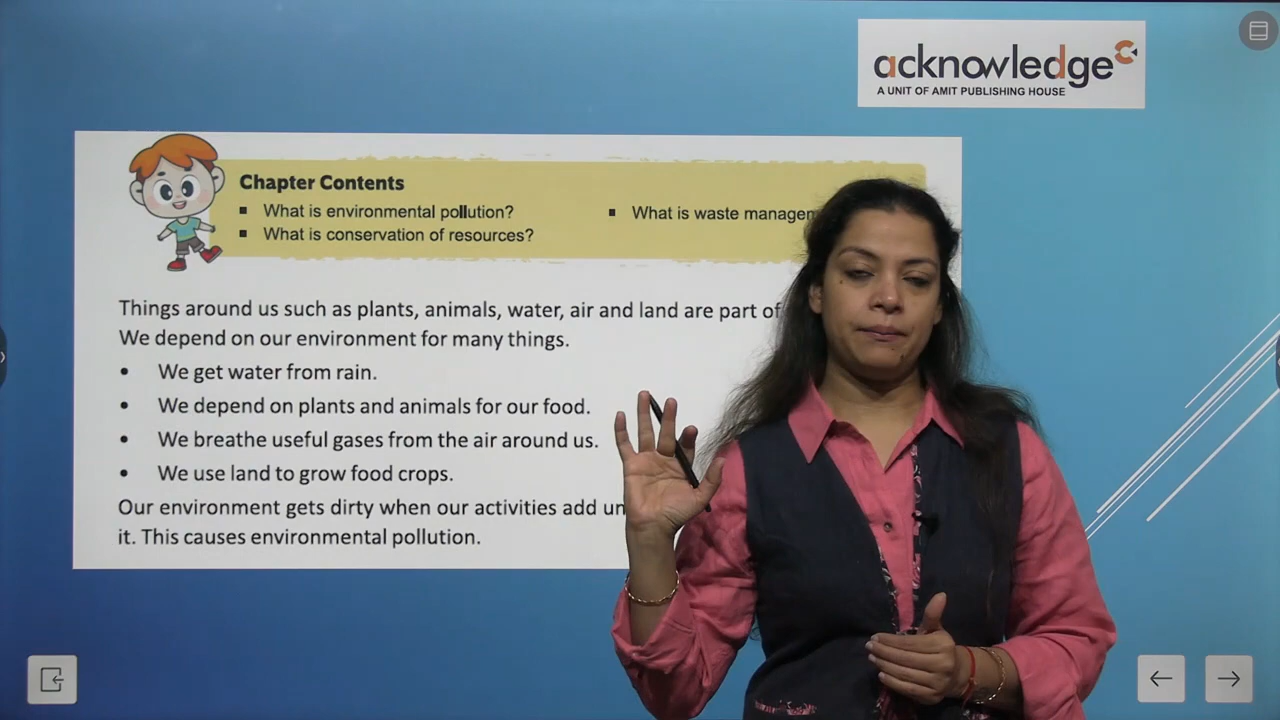 acknowledge
A UNIT OF AMIT PUBLISHING HOUSE
Chapter Contents
▪ What is environmental pollution?
▪ What is waste
▪ What is conservation of resources?
Things around us such as plants, animals, water, air and land are part of
We depend on our environment for many things.
• We get water from rain.
• We depend on plants and animals for our food.
• We breathe useful gases from the air around us.
• We use land to grow food crops.
Our environment gets dirty when our activities add
it. This causes environmental pollution.